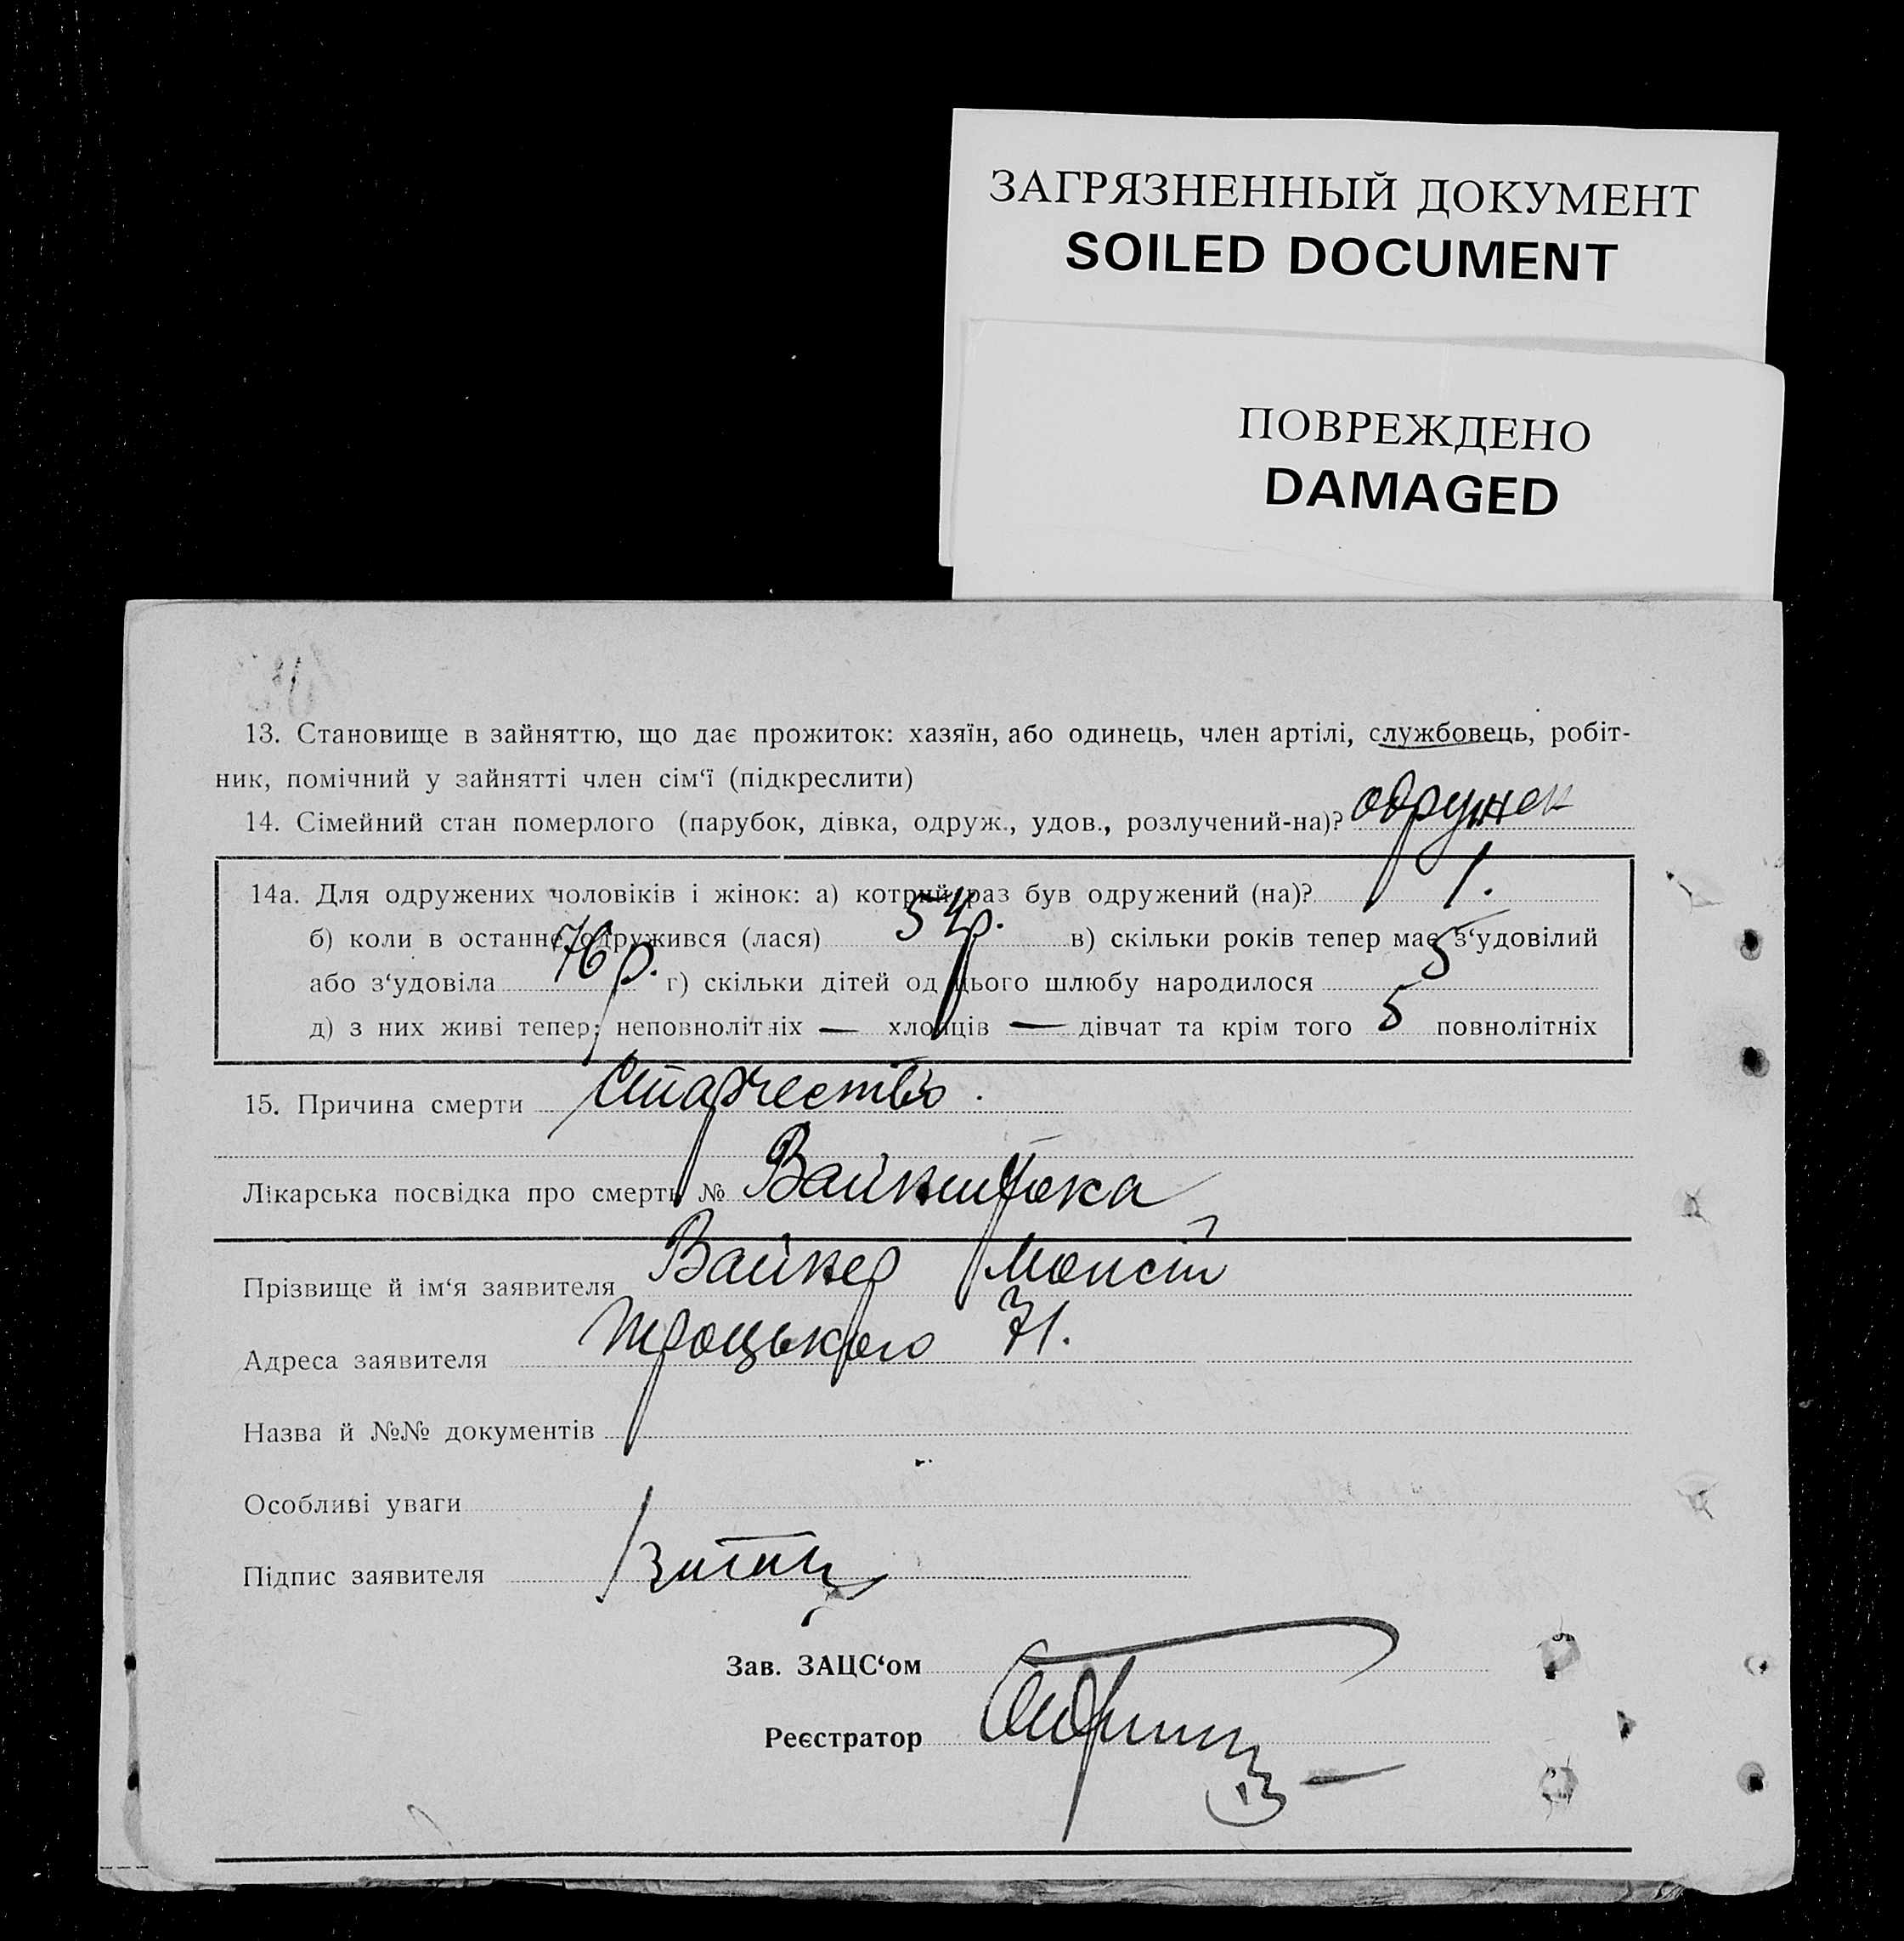 ЗАГРЯЗНЕННЫЙ ДОКУМЕНТ
SOILED DOCUMENT
ПОВРЕЖДЕНО
DAMAGED
13. Становище в зайняттю, що дає прожиток: хазяїн, або одинець, член артілі, службовець, робіт-
ник, помічний у зайнятті член сім‘ї (підкреслити)
14. Сімейний стан померлого (парубок, дівка, одруж., удов., розлучений-на)? одружен
14а. Для одружених чоловіків і жінок: а) котрий раз був одружений (на)? 1.
б) коли в останнє одружився (лася) 54 р. в) скільки років тепер має з‘удовілий
або з‘удовіла 76 р. г) скільки дітей од цього шлюбу народилося 5
д) з них живі тепер: неповнолітніх — хлопців — дівчат та крім того 5 повнолітніх
15. Причина смерти Старчество.
Лікарська посвідка про смерть № Вайнштока
Прізвище й ім‘я заявителя Вайнер
Адреса заявителя Троцького 71.
Назва й №№ документів
Особливі уваги
Підпис заявителя
Зав. ЗАЦС‘ом
Реєстратор